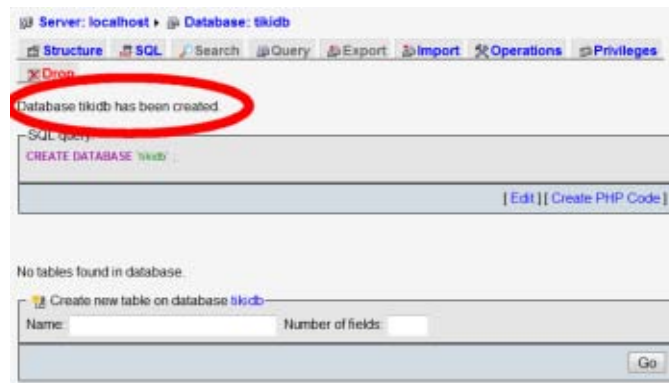 Server: localhost ▸ Database: tikidb
Structure SQL Search Query Export Import Operations Privileges
Drop
Database tikidb has been created.
SQL query:
CREATE DATABASE `tikidb` ;
[ Edit ] [ Create PHP Code ]
No tables found in database.
Create new table on database tikidb
Name: Number of fields:
Go